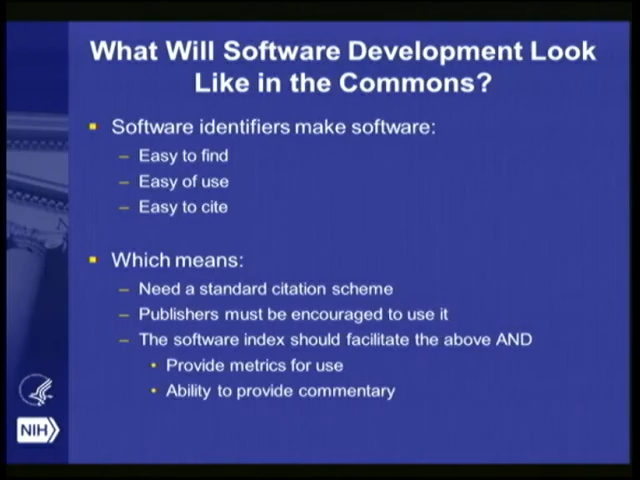 What Will Software Development Look
Like in the Commons?
▪ Software identifiers make software:
– Easy to find
– Easy of use
– Easy to cite
▪ Which means:
– Need a standard citation scheme
– Publishers must be encouraged to use it
– The software index should facilitate the above AND
• Provide metrics for use
• Ability to provide commentary
NIH